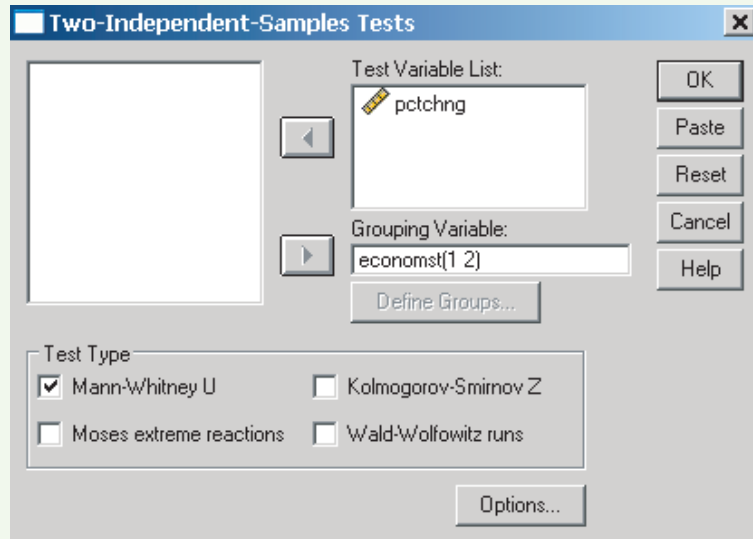 Two-Independent-Samples Tests
Test Variable List:
pctchng
Grouping Variable:
economst(1 2)
Define Groups...
OK
Paste
Reset
Cancel
Help
Test Type
Mann-Whitney U
Kolmogorov-Smirnov Z
Moses extreme reactions
Wald-Wolfowitz runs
Options...